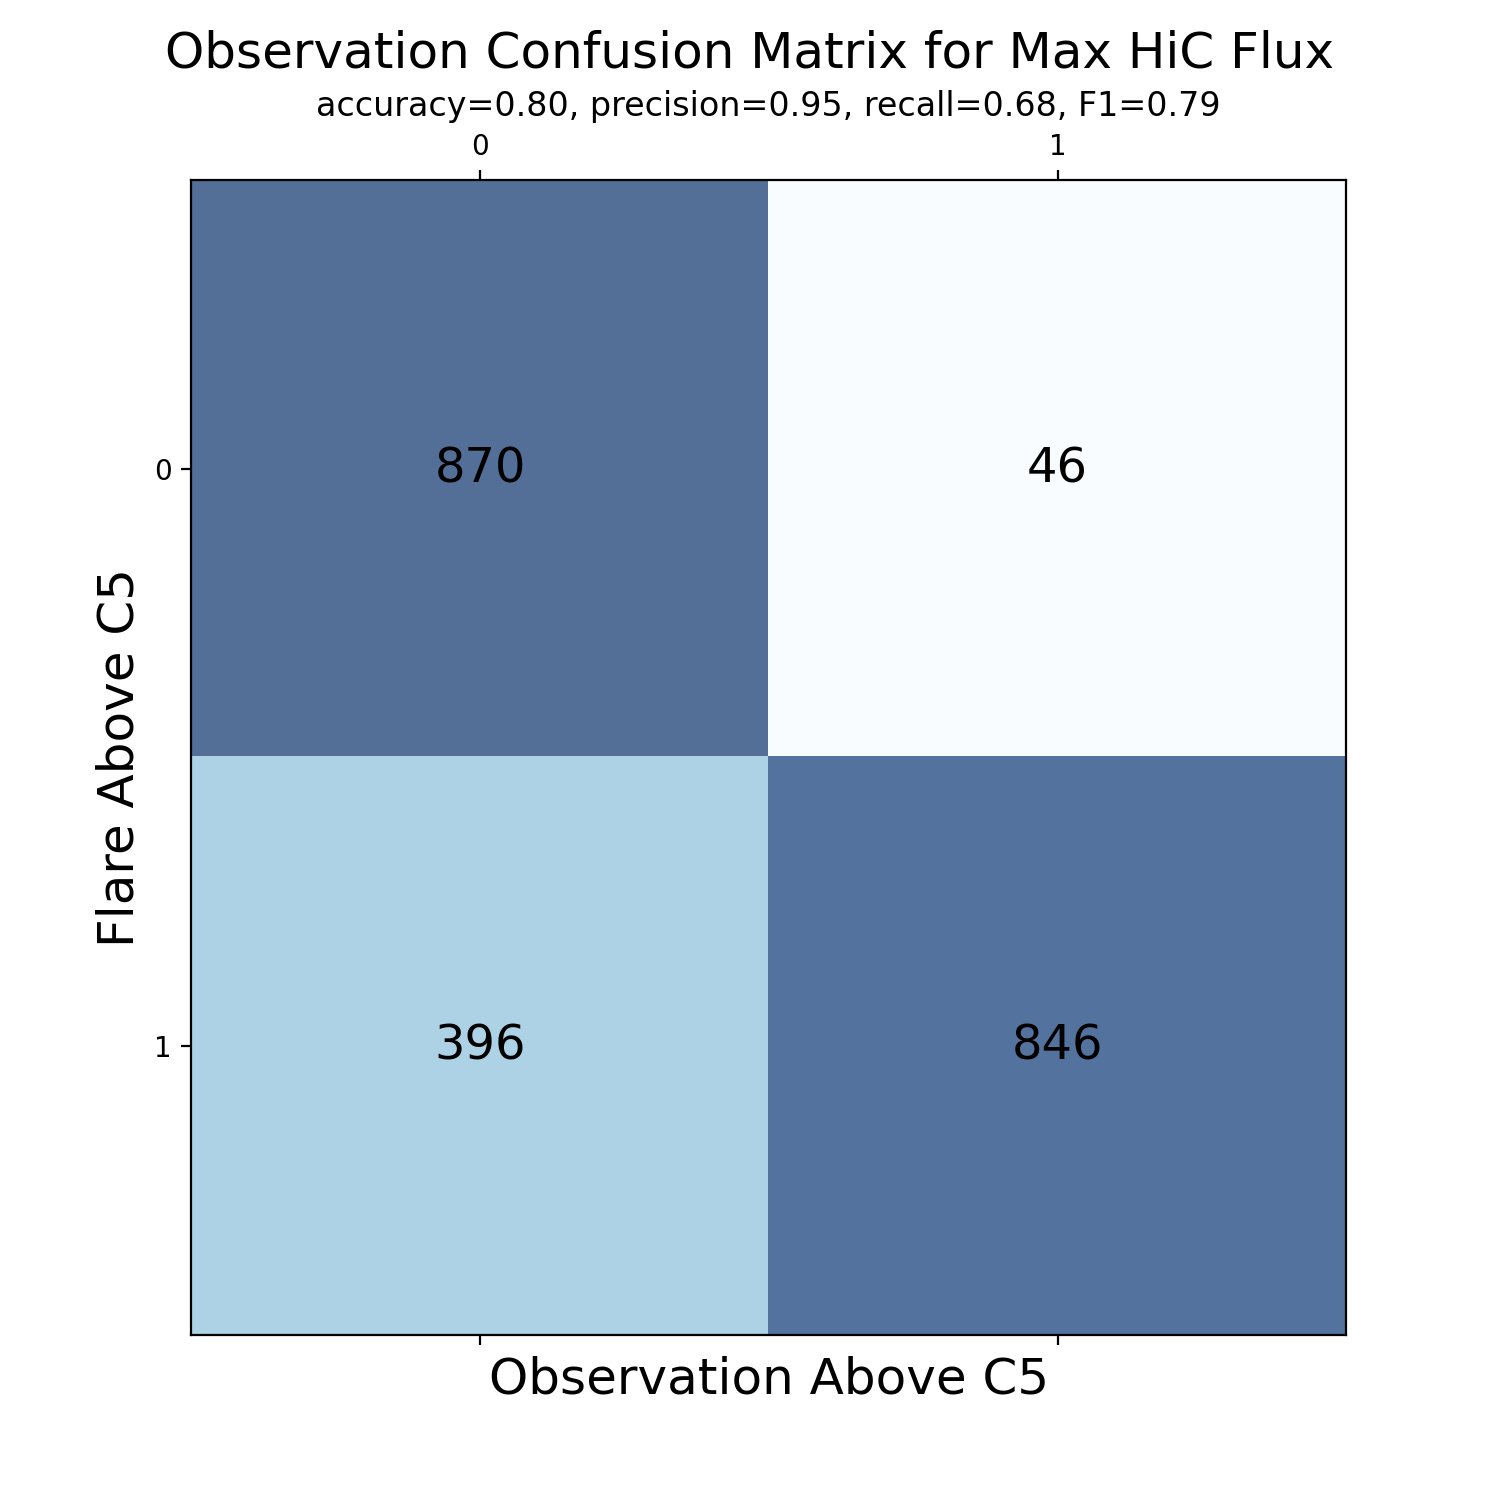 Observation Confusion Matrix for Max HiC Flux
accuracy=0.80, precision=0.95, recall=0.68, F1=0.79
0 1
0 870 46
Flare Above C5
1 396 846
Observation Above C5